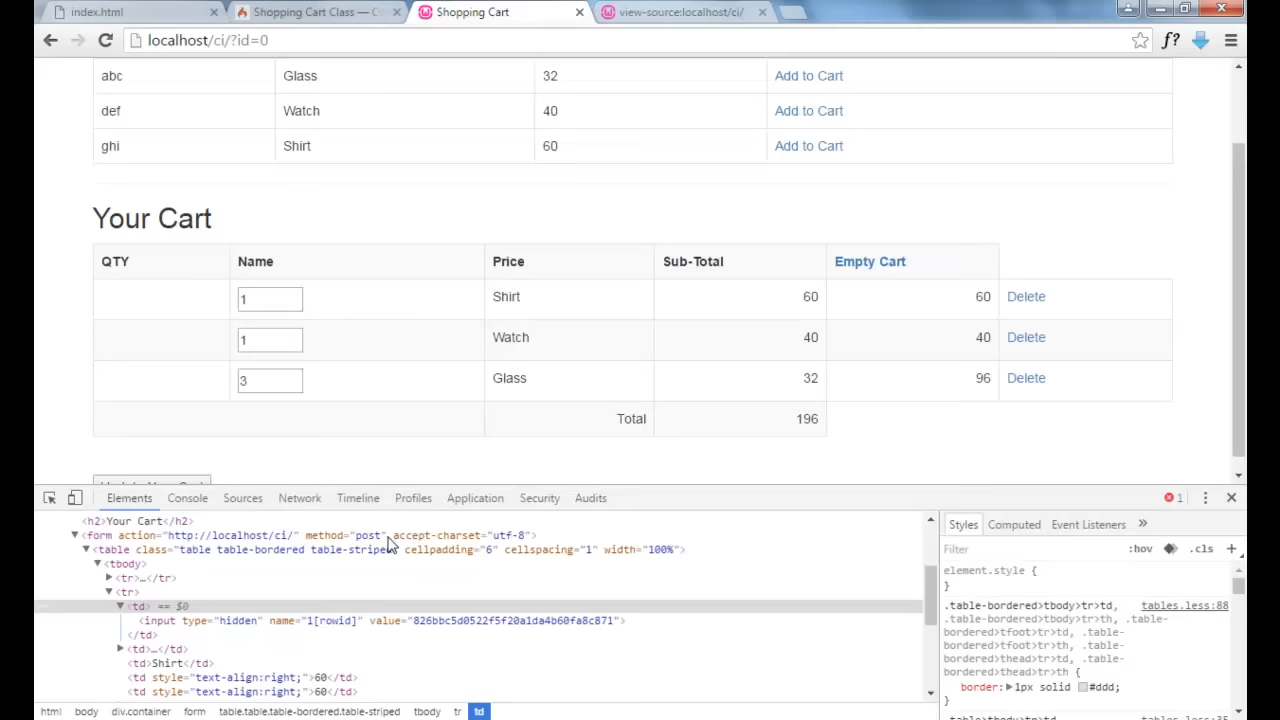 index.html Shopping Cart Class — Shopping Cart view-source:localhost/ci/
localhost/ci/?id=0 f?
abc Glass 32 Add to Cart
def Watch 40 Add to Cart
ghi Shirt 60 Add to Cart
Your Cart
QTY Name Price Sub-Total Empty Cart
1 Shirt 60 60 Delete
1 Watch 40 40 Delete
3 Glass 32 96 Delete
Total 196
Elements Console Sources Network Timeline Profiles Application Security Audits 1
<h2>Your Cart</h2>
<form action="http://localhost/ci/" method="post" accept-charset="utf-8">
<table class="table table-bordered table-striped" cellpadding="6" cellspacing="1" width="100%">
<tbody>
<tr>…</tr>
<tr>
<td> == $0
<input type="hidden" name="1[rowid]" value="826bbc5d0522f5f20a1da4b60fa8c871">
</td>
<td>…</td>
<td>Shirt</td>
<td style="text-align:right;">60</td>
<td style="text-align:right;">60</td>
html body div.container form table.table.table-bordered.table-striped tbody tr td
Styles Computed Event Listeners »
Filter :hov .cls +
element.style {
}
.table-bordered>tbody>tr>td, tables.less:88
.table-bordered>tbody>tr>th, .table-
bordered>tfoot>tr>td, .table-
bordered>tfoot>tr>th, .table-
bordered>thead>tr>td, .table-
bordered>thead>tr>th {
border: 1px solid #ddd;
}